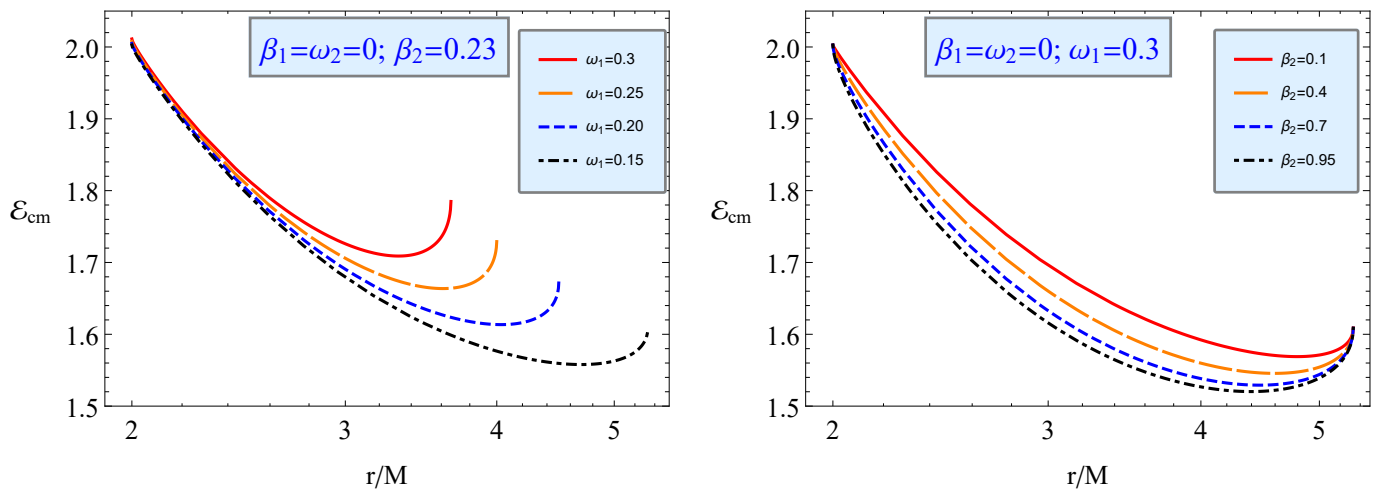 β₁=ω₂=0; β₂=0.23
ω₁=0.3
ω₁=0.25
ω₁=0.20
ω₁=0.15
2.0
1.9
1.8
1.7
1.6
1.5
ℰcm
2 3 4 5
r/M
β₁=ω₂=0; ω₁=0.3
β₂=0.1
β₂=0.4
β₂=0.7
β₂=0.95
2.0
1.9
1.8
1.7
1.6
1.5
ℰcm
2 3 4 5
r/M